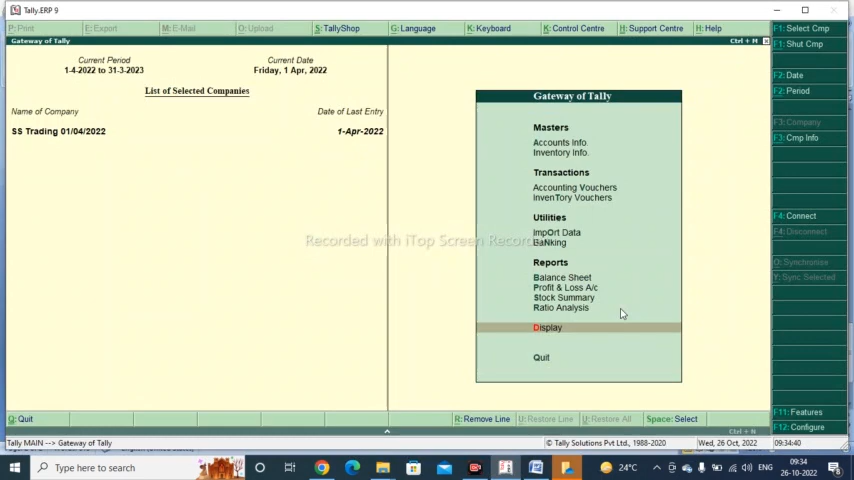 Tally.ERP 9
P: Print
E: Export
M: E-Mail
O: Upload
S: TallyShop
G: Language
K: Keyboard
K: Control Centre
H: Support Centre
H: Help
F1: Select Cmp
F1: Shut Cmp
F2: Date
F2: Period
F3: Company
F3: Cmp Info
F4: Connect
F4: Disconnect
O: Synchronise
Y: Sync Selected
F11: Features
F12: Configure
Gateway of Tally
Ctrl + M
Current Period
1-4-2022 to 31-3-2023
Current Date
Friday, 1 Apr, 2022
List of Selected Companies
Name of Company
Date of Last Entry
SS Trading 01/04/2022
1-Apr-2022
Gateway of Tally
Masters
Accounts Info.
Inventory Info.
Transactions
Accounting Vouchers
InvenTory Vouchers
Utilities
ImpOrt Data
BaNking
Reports
Balance Sheet
Profit & Loss A/c
Stock Summary
Ratio Analysis
Display
Quit
Recorded with iTop Screen Recorder
Q: Quit
R: Remove Line
U: Restore Line
U: Restore All
Space: Select
Ctrl + N
Tally MAIN --> Gateway of Tally
© Tally Solutions Pvt Ltd., 1988-2020
Wed, 26 Oct, 2022
09:34:40
Type here to search
24°C
ENG
09:34
26-10-2022